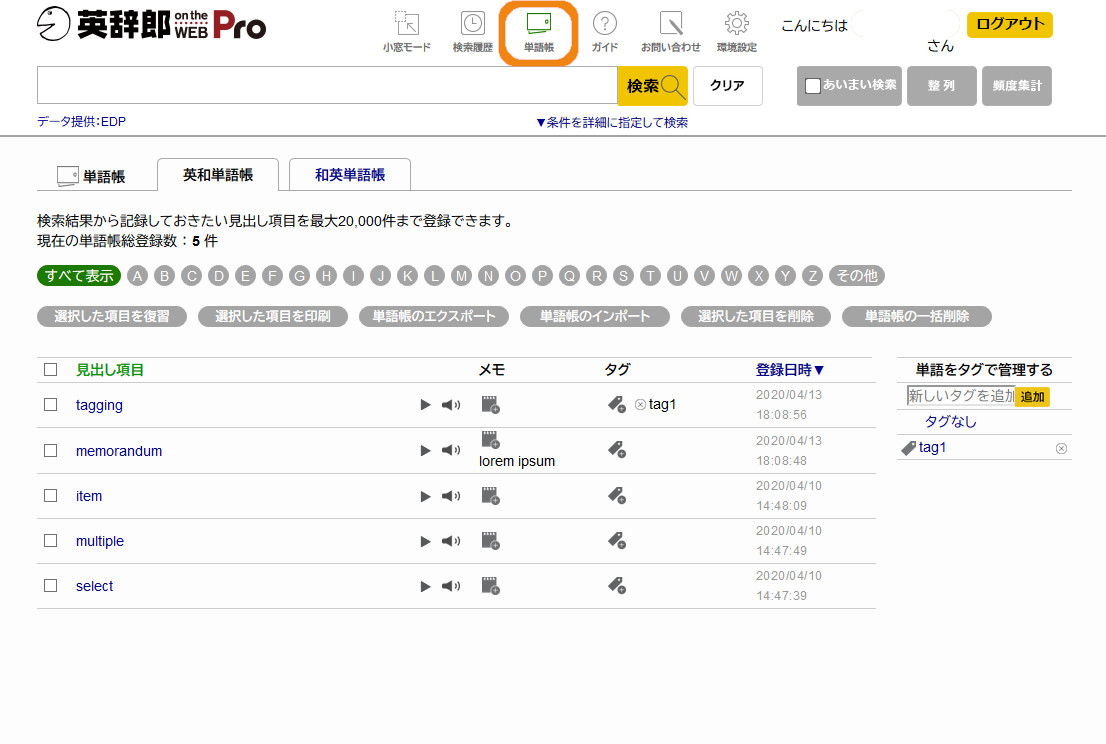 英辞郎 on the WEB Pro
小窓モード 検索履歴 単語帳 ガイド お問い合わせ 環境設定
こんにちは
さん
ログアウト
検索 クリア あいまい検索 整列 頻度集計
データ提供:EDP
▼条件を詳細に指定して検索
単語帳 英和単語帳 和英単語帳
検索結果から記録しておきたい見出し項目を最大20,000件まで登録できます。
現在の単語帳総登録数:5 件
すべて表示 A B C D E F G H I J K L M N O P Q R S T U V W X Y Z その他
選択した項目を復習 選択した項目を印刷 単語帳のエクスポート 単語帳のインポート 選択した項目を削除 単語帳の一括削除
見出し項目 メモ タグ 登録日時▼
tagging tag1 2020/04/13
18:08:56
memorandum lorem ipsum 2020/04/13
18:08:48
item 2020/04/10
14:48:09
multiple 2020/04/10
14:47:49
select 2020/04/10
14:47:39
単語をタグで管理する
新しいタグを追加 追加
タグなし
tag1